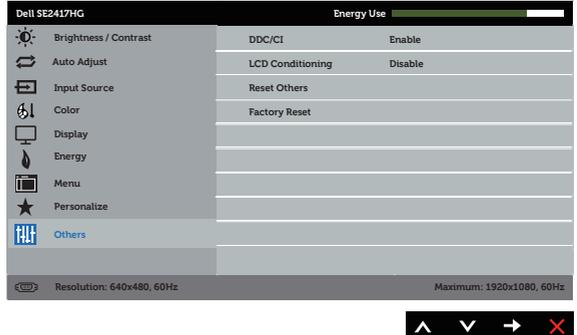 Dell SE2417HG Energy Use
Brightness / Contrast DDC/CI Enable
Auto Adjust LCD Conditioning Disable
Input Source Reset Others
Color Factory Reset
Display
Energy
Menu
Personalize
Others
Resolution: 640x480, 60Hz Maximum: 1920x1080, 60Hz